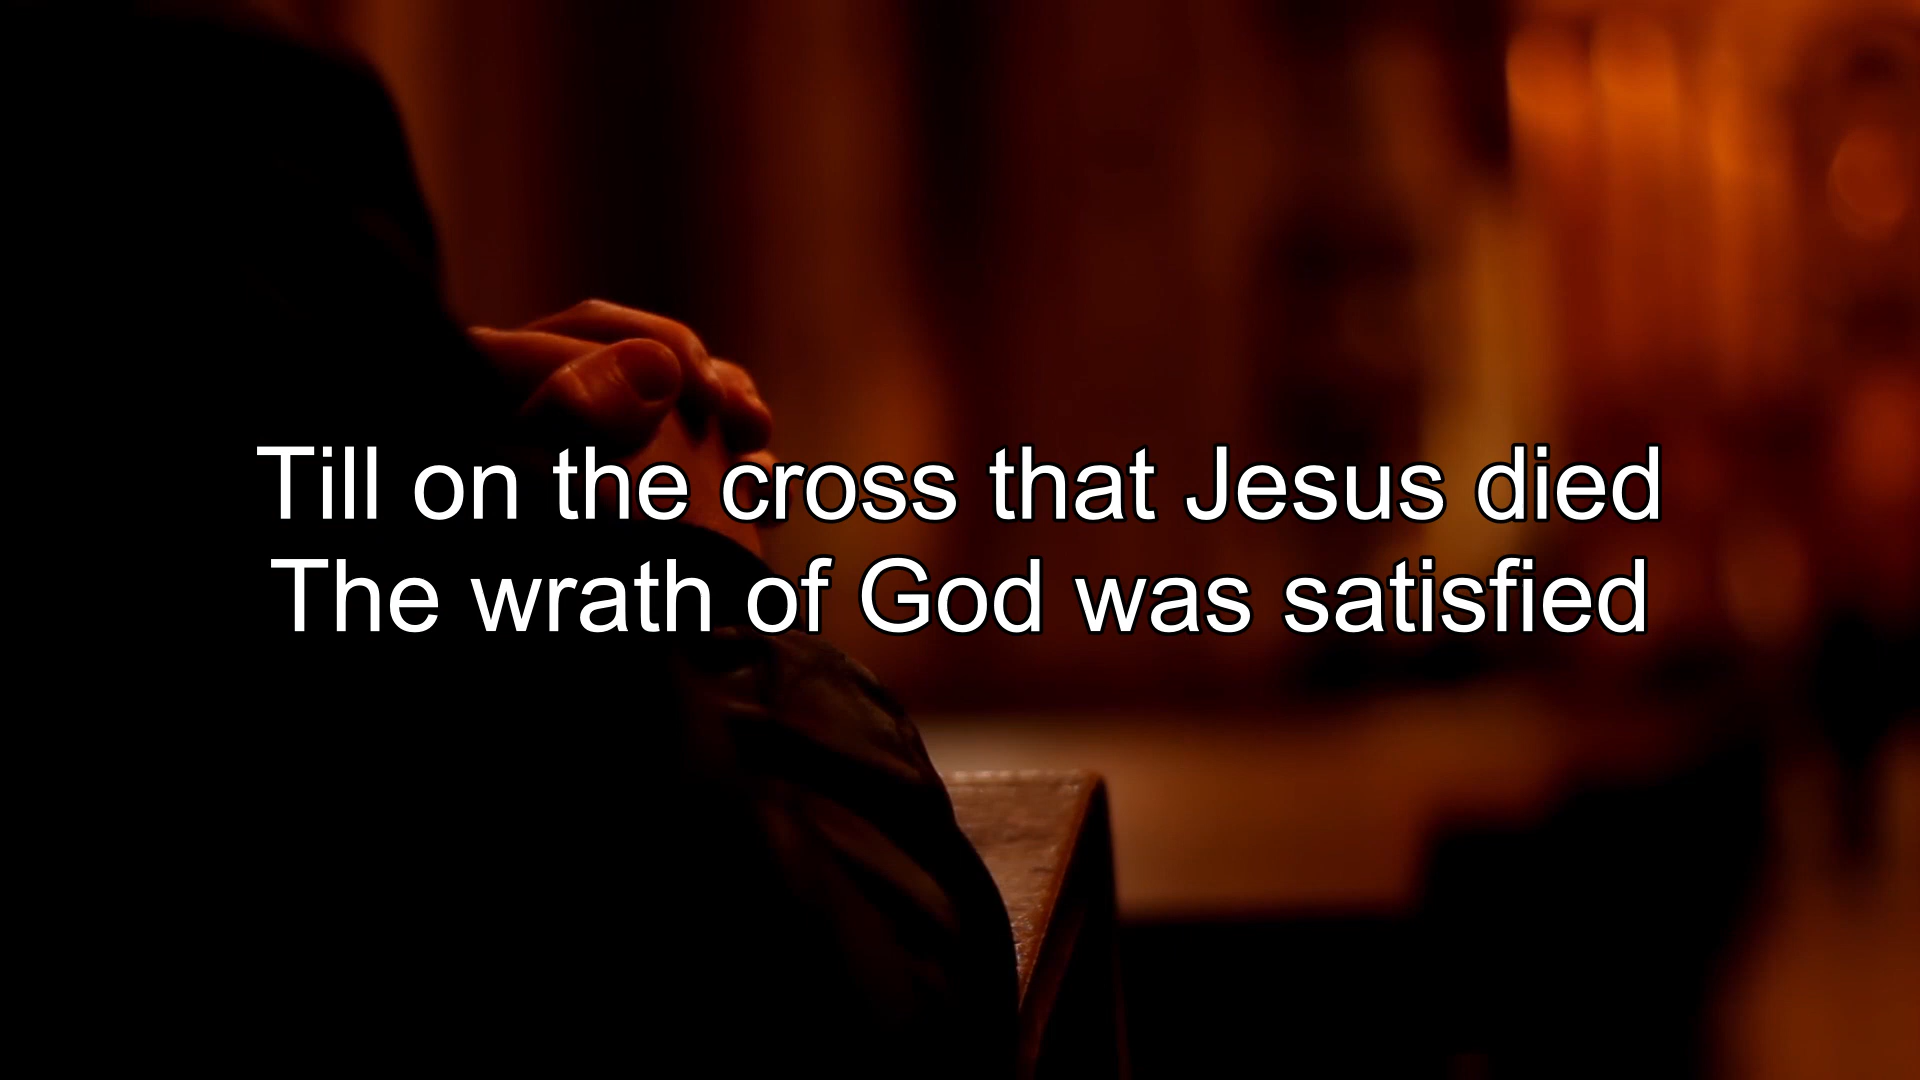 Till on the cross that Jesus died
The wrath of God was satisfied